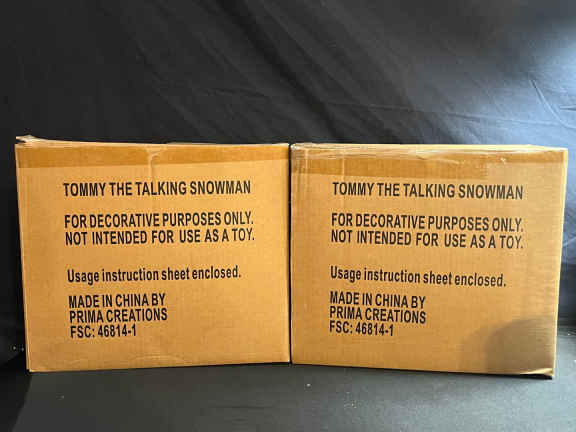 TOMMY THE TALKING SNOWMAN
FOR DECORATIVE PURPOSES ONLY.
NOT INTENDED FOR USE AS A TOY.
Usage instruction sheet enclosed.
MADE IN CHINA BY
PRIMA CREATIONS
FSC: 46814-1
TOMMY THE TALKING SNOWMAN
FOR DECORATIVE PURPOSES ONLY.
NOT INTENDED FOR USE AS A TOY.
Usage instruction sheet enclosed.
MADE IN CHINA BY
PRIMA CREATIONS
FSC: 46814-1